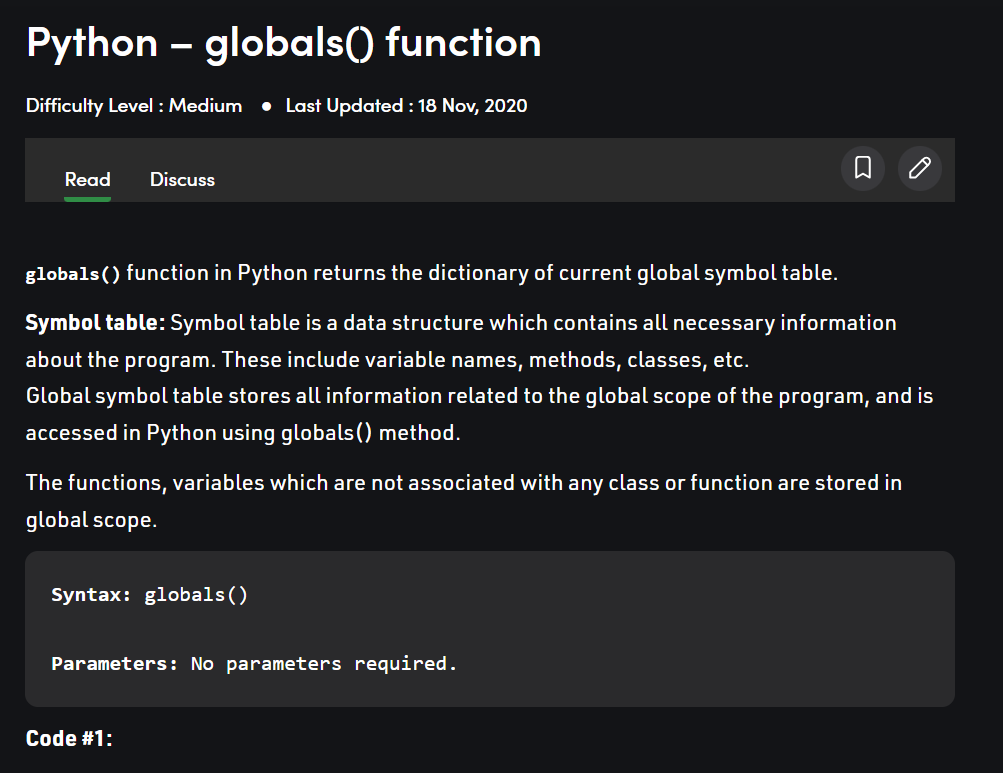 Python – globals() function
Difficulty Level : Medium ● Last Updated : 18 Nov, 2020
Read Discuss
globals() function in Python returns the dictionary of current global symbol table.
Symbol table: Symbol table is a data structure which contains all necessary information
about the program. These include variable names, methods, classes, etc.
Global symbol table stores all information related to the global scope of the program, and is
accessed in Python using globals() method.
The functions, variables which are not associated with any class or function are stored in
global scope.
Syntax: globals()
Parameters: No parameters required.
Code #1: